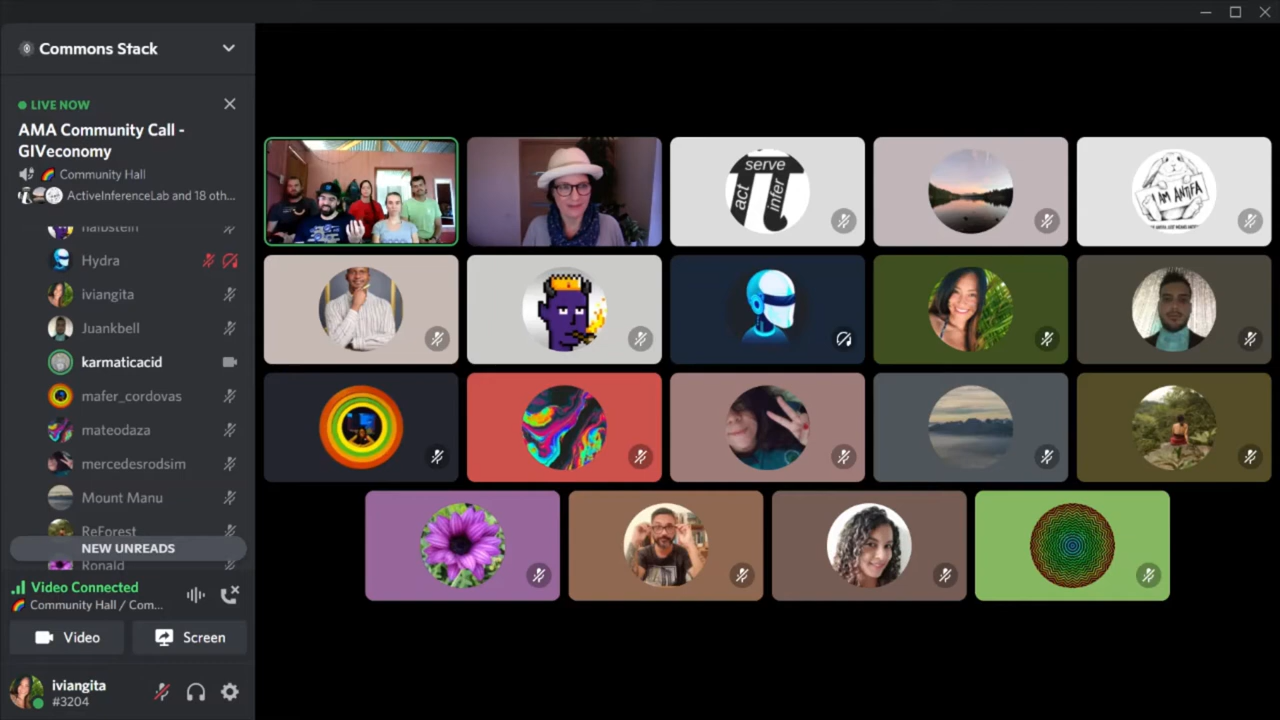 Commons Stack
LIVE NOW
AMA Community Call -
GIVeconomy
Community Hall
ActiveInferenceLab and 18 oth...
halbstein
Hydra
iviangita
Juankbell
karmaticacid
mafer_cordovas
mateodaza
mercedesrodsim
Mount Manu
ReForest
NEW UNREADS
Ronald
Video Connected
Community Hall / Com...
Video
Screen
iviangita
#3204
serve
act
infer
I AM ANTIFA